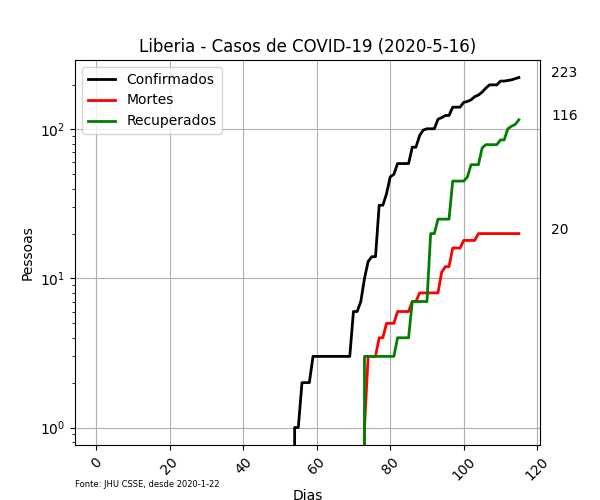 Liberia - Casos de COVID-19 (2020-5-16)
Confirmados
Mortes
Recuperados
223
116
20
10²
10¹
10⁰
Pessoas
0 20 40 60 80 100 120
Fonte: JHU CSSE, desde 2020-1-22
Dias